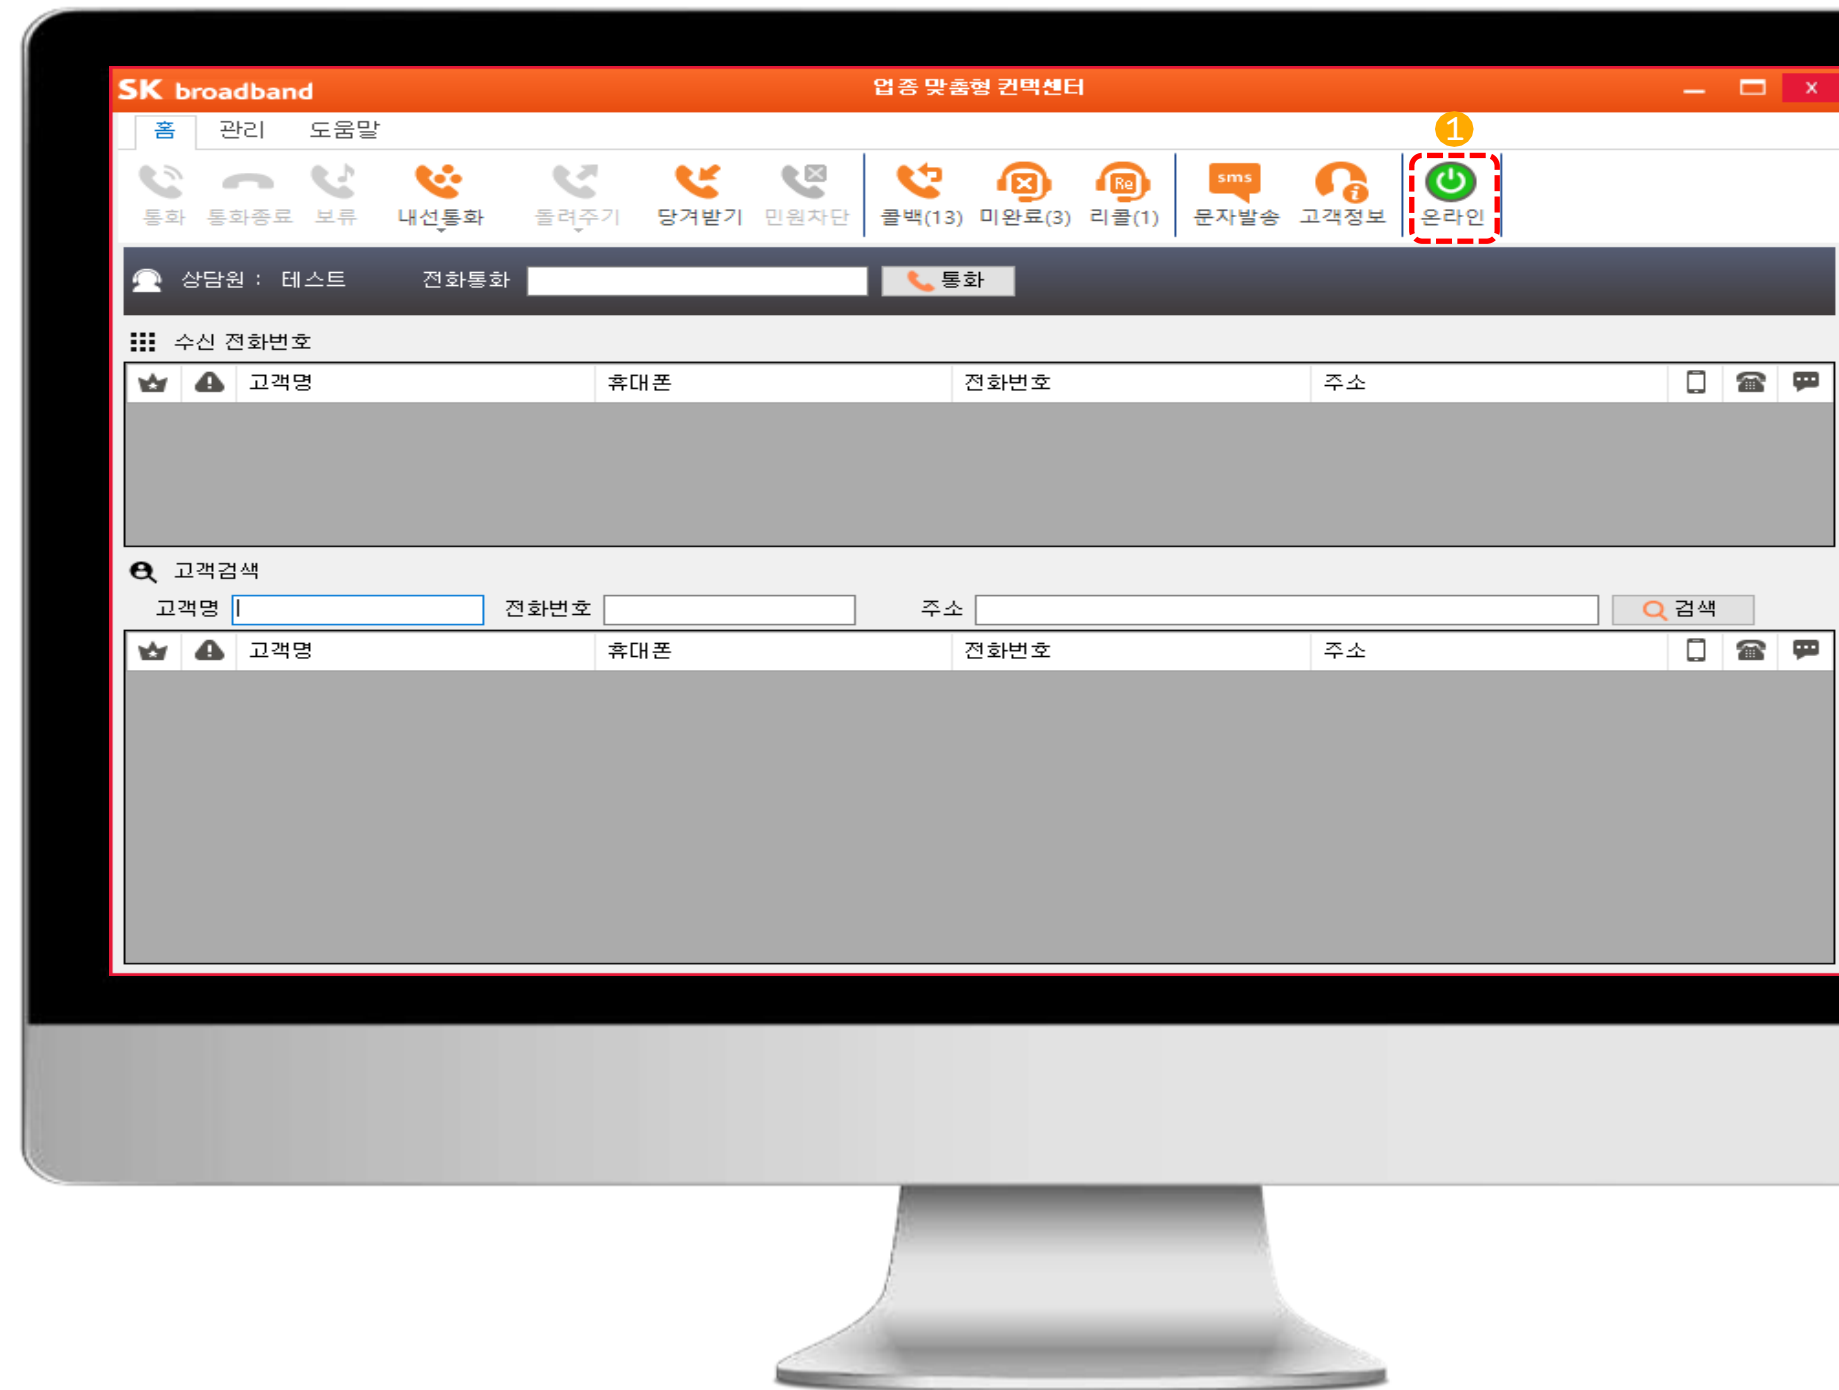 SK broadband
업종 맞춤형 컨택센터
x
홈 관리 도움말
1
통화 통화종료 보류 내선통화 돌려주기 당겨받기 민원차단 콜백(13) 미완료(3) Re 리콜(1) sms 문자발송 고객정보 온라인
상담원 : 테스트 전화통화 통화
수신 전화번호
고객명 휴대폰 전화번호 주소
고객검색
고객명 전화번호 주소 검색
고객명 휴대폰 전화번호 주소